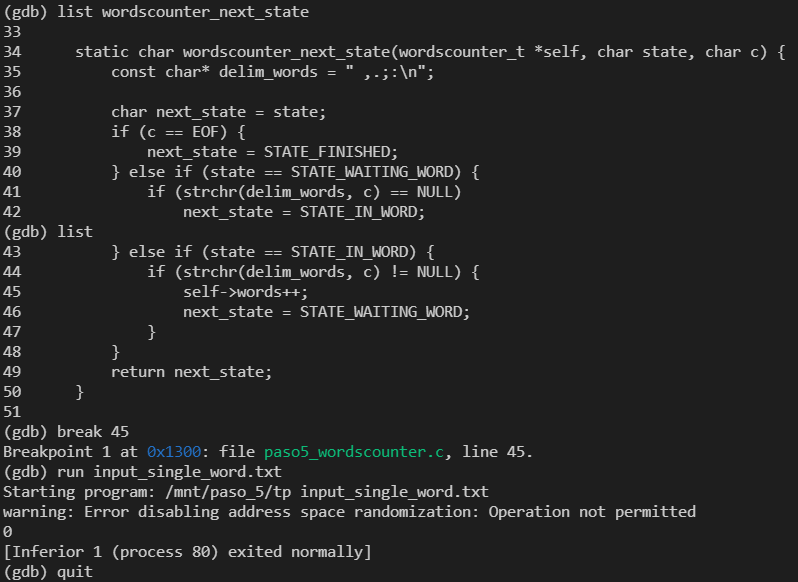 (gdb) list wordscounter_next_state
33
34      static char wordscounter_next_state(wordscounter_t *self, char state, char c) {
35          const char* delim_words = " ,.;:\n";
36
37          char next_state = state;
38          if (c == EOF) {
39              next_state = STATE_FINISHED;
40          } else if (state == STATE_WAITING_WORD) {
41              if (strchr(delim_words, c) == NULL)
42                  next_state = STATE_IN_WORD;
(gdb) list
43          } else if (state == STATE_IN_WORD) {
44              if (strchr(delim_words, c) != NULL) {
45                  self->words++;
46                  next_state = STATE_WAITING_WORD;
47              }
48          }
49          return next_state;
50      }
51
(gdb) break 45
Breakpoint 1 at 0x1300: file paso5_wordscounter.c, line 45.
(gdb) run input_single_word.txt
Starting program: /mnt/paso_5/tp input_single_word.txt
warning: Error disabling address space randomization: Operation not permitted
0
[Inferior 1 (process 80) exited normally]
(gdb) quit